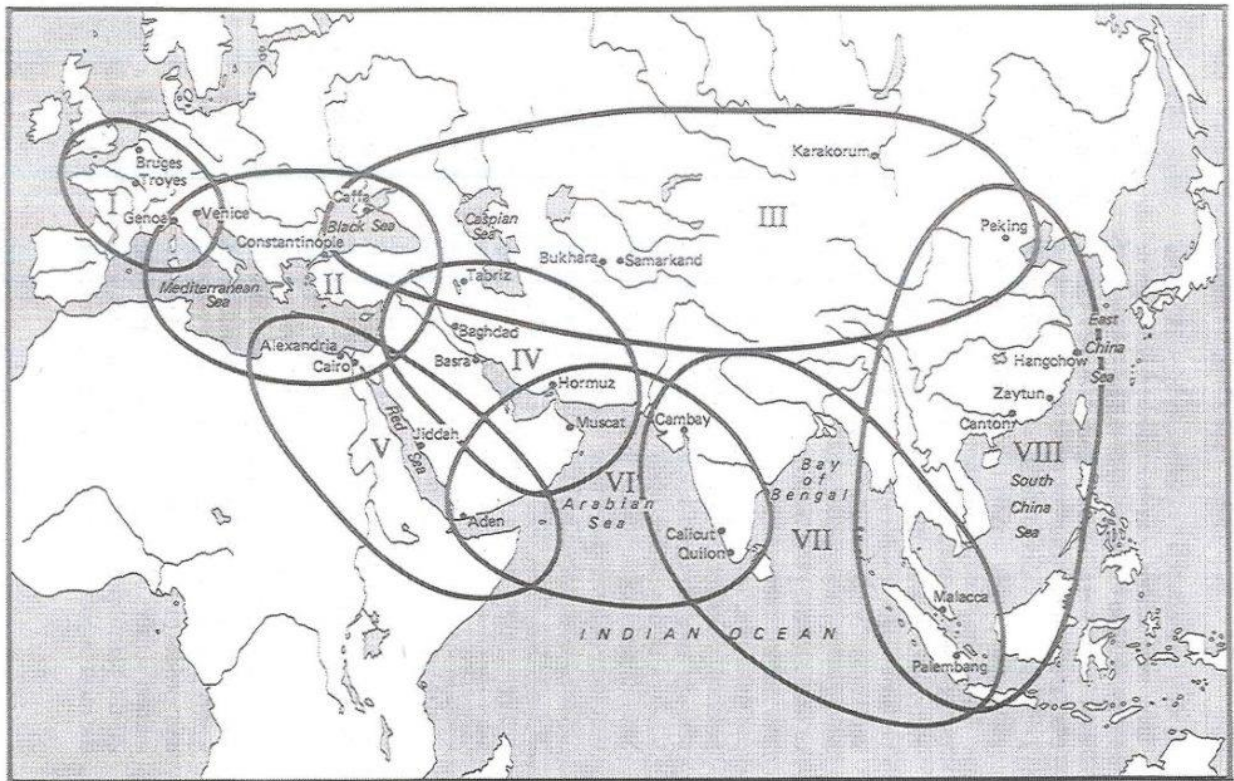 Bruges
Troyes
I
Genoa
Venice
Caffa
Black Sea
Constantinople
II
Mediterranean
Sea
Caspian
Sea
Karakorum
III
Peking
Bukhara
Samarkand
Tabriz
Baghdad
Basra
IV
Alexandria
Cairo
Hormuz
Muscat
Red
Sea
Jiddah
V
Aden
VI
Arabian
Sea
Cambay
Calicut
Quilon
Bay
of
Bengal
VII
East
China
Sea
Hangchow
Zaytun
Canton
VIII
South
China
Sea
Malacca
Palembang
INDIAN OCEAN